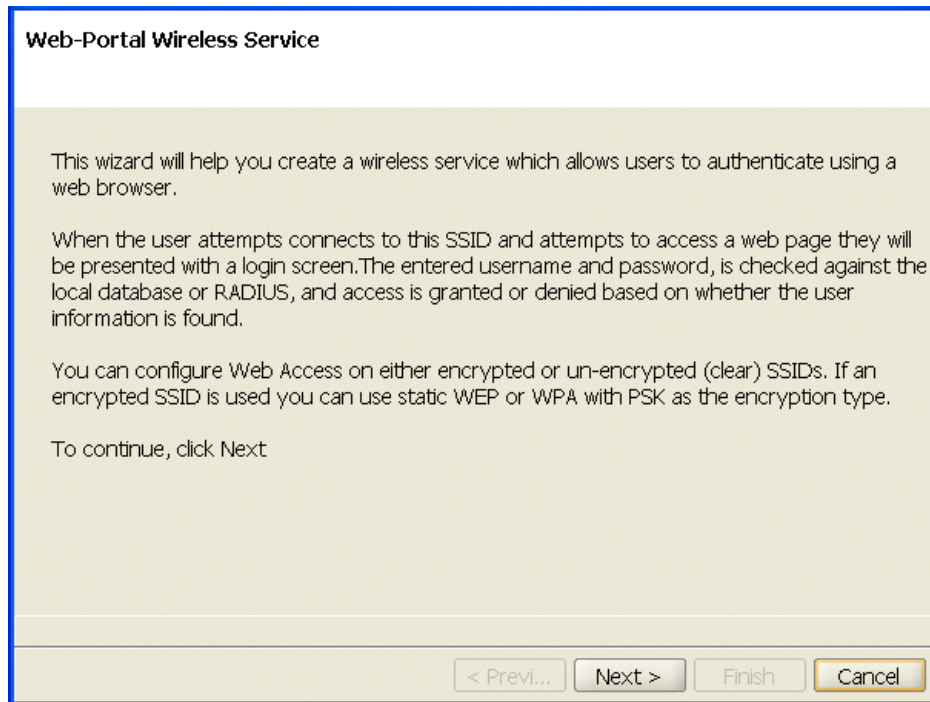 Web-Portal Wireless Service
This wizard will help you create a wireless service which allows users to authenticate using a
web browser.
When the user attempts connects to this SSID and attempts to access a web page they will
be presented with a login screen.The entered username and password, is checked against the
local database or RADIUS, and access is granted or denied based on whether the user
information is found.
You can configure Web Access on either encrypted or un-encrypted (clear) SSIDs. If an
encrypted SSID is used you can use static WEP or WPA with PSK as the encryption type.
To continue, click Next
< Previ... Next > Finish Cancel